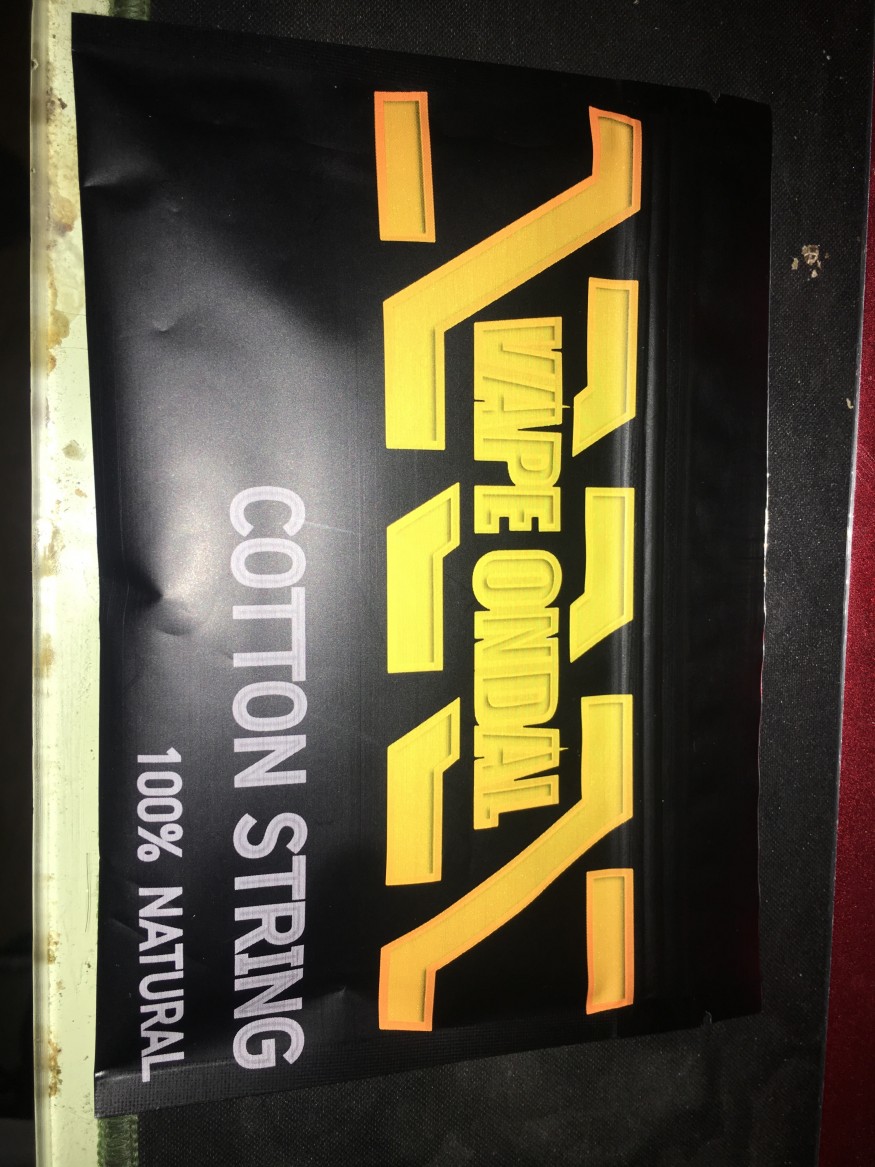 VAPE ONDAL
COTTON STRING
100% NATURAL